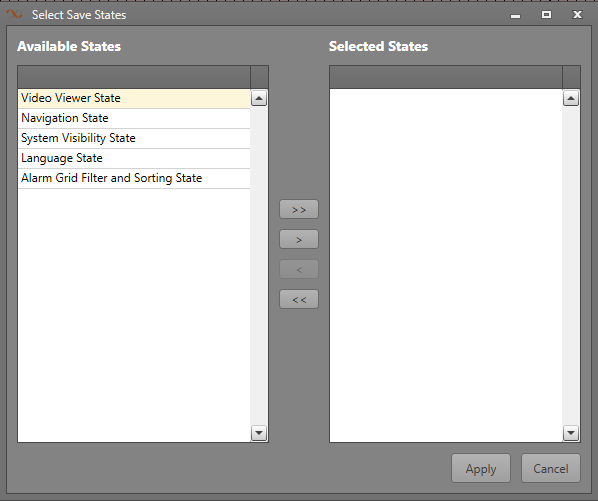 Select Save States
Available States
Selected States
Video Viewer State
Navigation State
System Visibility State
Language State
Alarm Grid Filter and Sorting State
>>
>
<
<<
Apply
Cancel